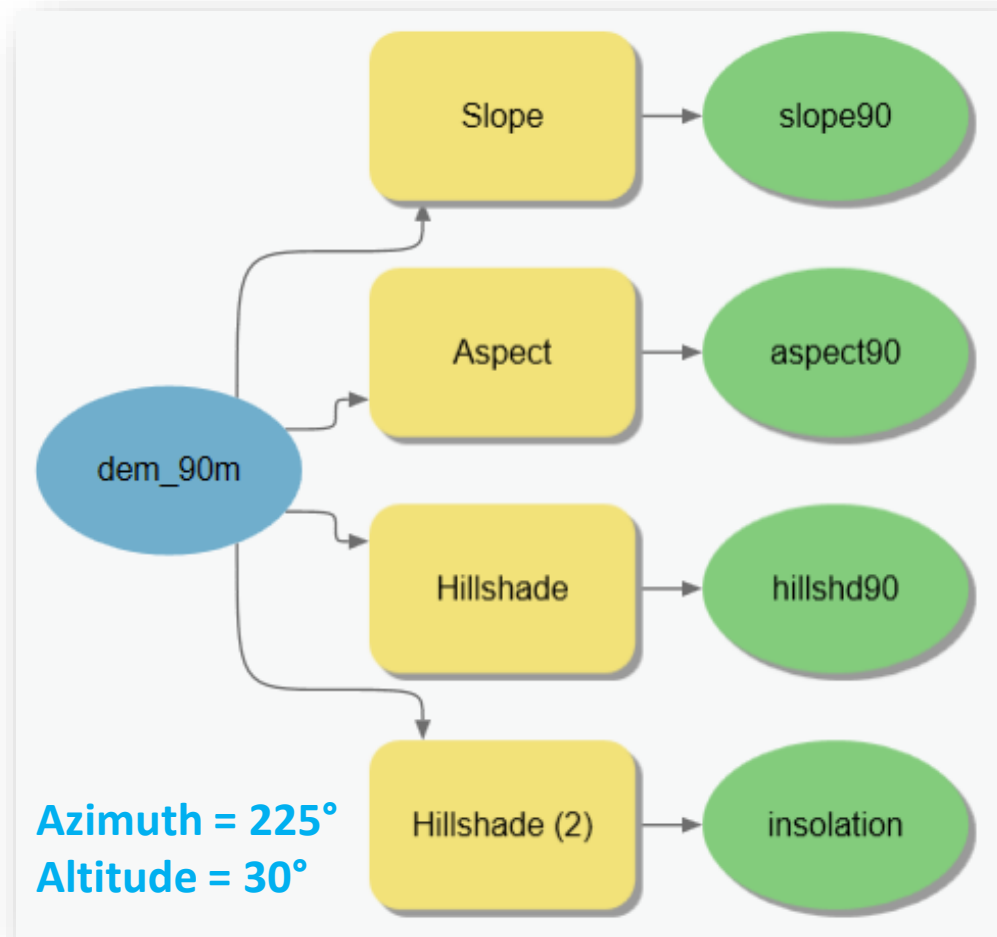 Slope
slope90
Aspect
aspect90
dem_90m
Hillshade
hillshd90
Azimuth = 225°
Altitude = 30°
Hillshade (2)
insolation